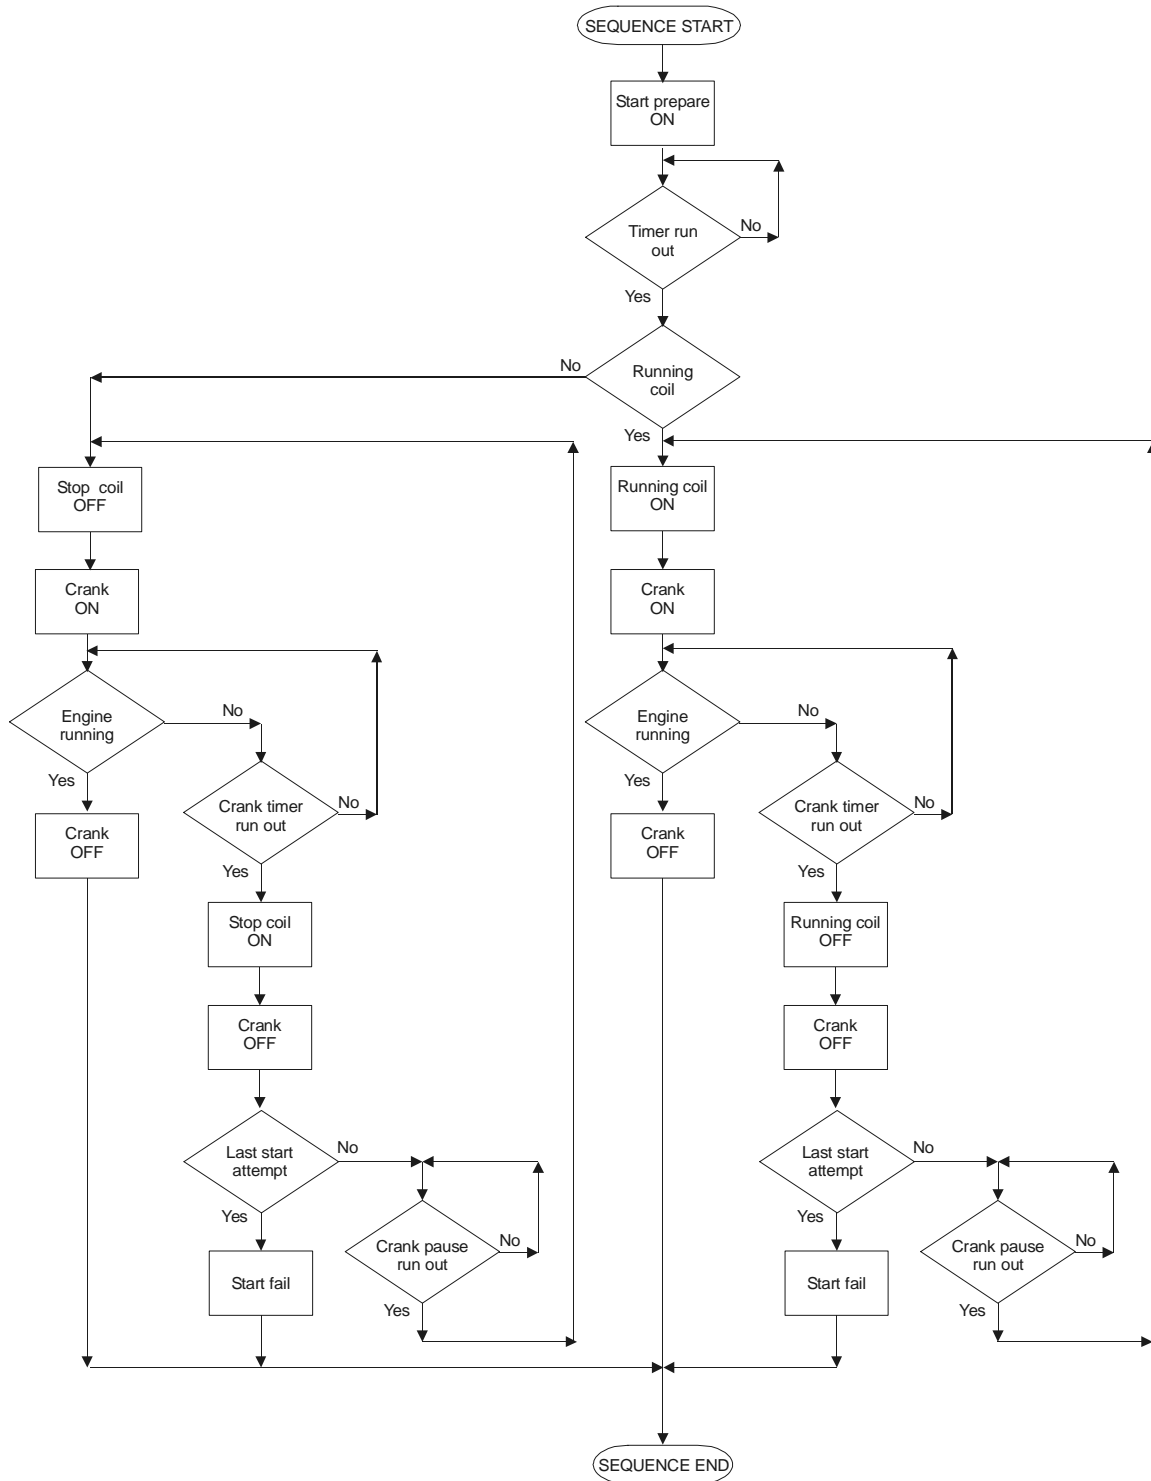 SEQUENCE START
Start prepare
ON
Timer run
out
No
Yes
Running
coil
No
Yes
Stop coil
OFF
Running coil
ON
Crank
ON
Crank
ON
Engine
running
No
Yes
Engine
running
No
Yes
Crank timer
run out
No
Yes
Crank timer
run out
No
Yes
Crank
OFF
Crank
OFF
Stop coil
ON
Running coil
OFF
Crank
OFF
Crank
OFF
Last start
attempt
No
Yes
Last start
attempt
No
Yes
Crank pause
run out
No
Yes
Crank pause
run out
No
Yes
Start fail
Start fail
SEQUENCE END